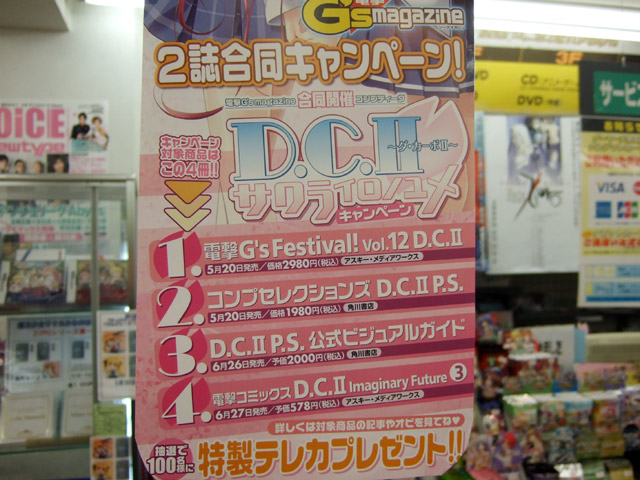 G's magazine
2誌合同キャンペーン!
電撃G'smagazine 合同開催 コンプティーク
キャンペーン
対象商品は
この4冊!!
D.C.II
〜ダ・カーポII〜
サクライロノユメ
キャンペーン
1. 電撃G's Festival! Vol.12 D.C.II
5月20日発売/価格2980円(税込) アスキー・メディアワークス
2. コンプセレクションズ D.C.II P.S.
5月20日発売/価格1980円(税込) 角川書店
3. D.C.II P.S. 公式ビジュアルガイド
6月26日発売/予価2000円(税込) 角川書店
4. 電撃コミックス D.C.II Imaginary Future 3
6月27日発売/予価578円(税込) アスキー・メディアワークス
詳しくは対象商品の記事やオビを見てね♥
抽選で
100名様に
特製テレカプレゼント!!
OiCE
wtype
DVD
CD
DVD
3F
サービ
VISA
JCB